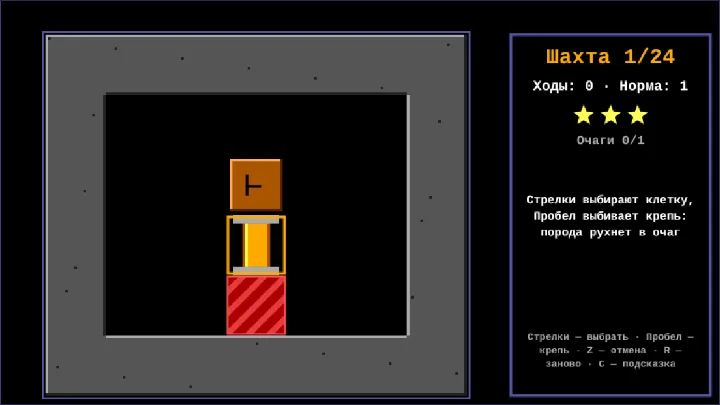 Шахта 1/24
Ходы: 0 · Норма: 1
Очаги 0/1
Стрелки выбирают клетку,
Пробел выбивает крепь:
порода рухнет в очаг
Стрелки — выбрать · Пробел —
крепь · Z — отмена · R —
заново · C — подсказка